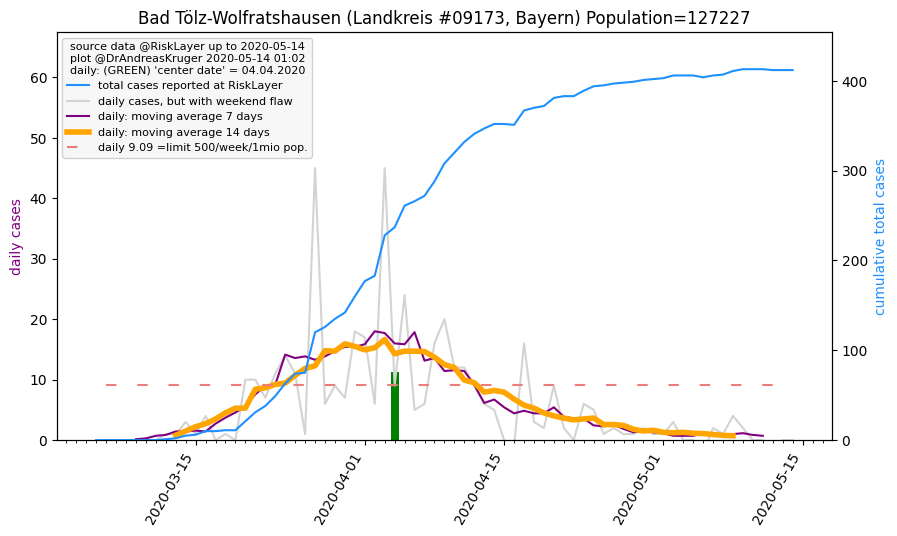 Bad Tölz-Wolfratshausen (Landkreis #09173, Bayern) Population=127227
source data @RiskLayer up to 2020-05-14
plot @DrAndreasKruger 2020-05-14 01:02
daily: (GREEN) 'center date' = 04.04.2020
total cases reported at RiskLayer
daily cases, but with weekend flaw
daily: moving average 7 days
daily: moving average 14 days
daily 9.09 =limit 500/week/1mio pop.
daily cases
60
50
40
30
20
10
0
cumulative total cases
400
300
200
100
0
2020-03-15
2020-04-01
2020-04-15
2020-05-01
2020-05-15